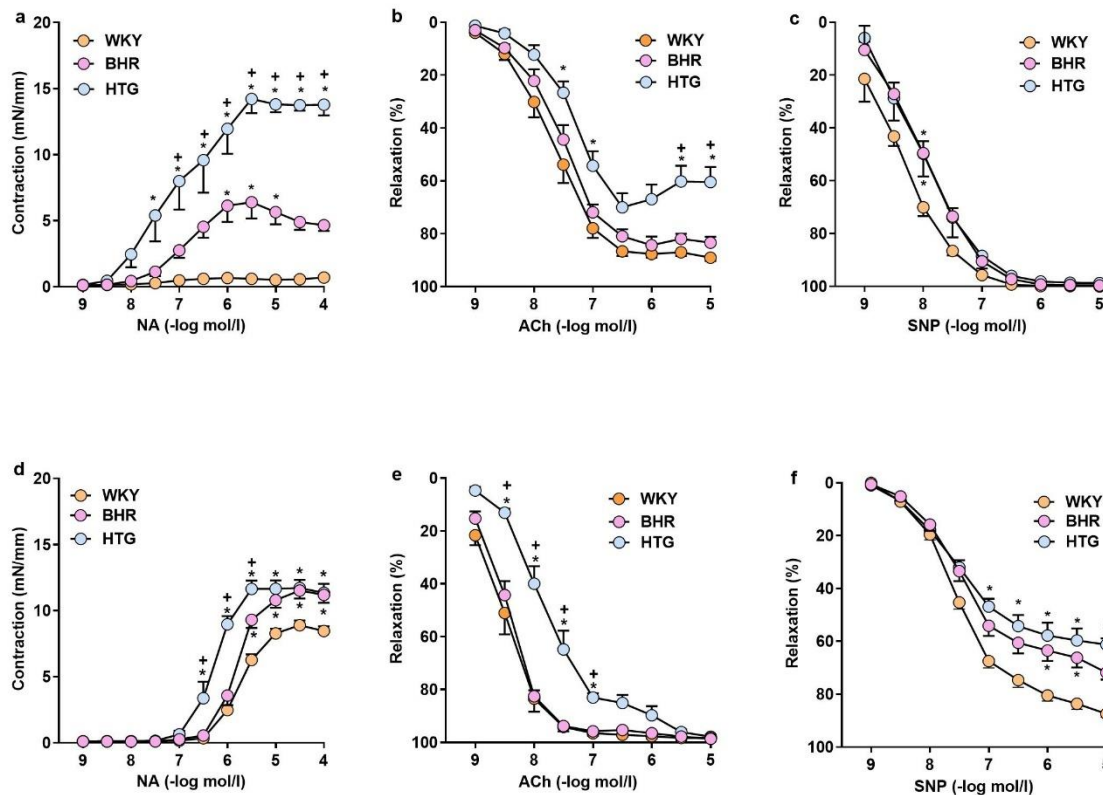 a
20
15
10
5
0
Contraction (mN/mm)
WKY
BHR
HTG
+ + + + + + +
* * * * * * * *
* * *
9 8 7 6 5 4
NA (-log mol/l)
b
0
20
40
60
80
100
Relaxation (%)
WKY
BHR
HTG
* *
+ +
* *
9 8 7 6 5
ACh (-log mol/l)
c
0
20
40
60
80
100
Relaxation (%)
WKY
BHR
HTG
*
*
9 8 7 6 5
SNP (-log mol/l)
d
20
15
10
5
0
Contraction (mN/mm)
WKY
BHR
HTG
+ + +
* * * * * *
* * * *
9 8 7 6 5 4
NA (-log mol/l)
e
0
20
40
60
80
100
Relaxation (%)
WKY
BHR
HTG
+ + + +
* * * *
9 8 7 6 5
ACh (-log mol/l)
f
0
20
40
60
80
100
Relaxation (%)
WKY
BHR
HTG
* * * *
* *
9 8 7 6
SNP (-log mol/l)